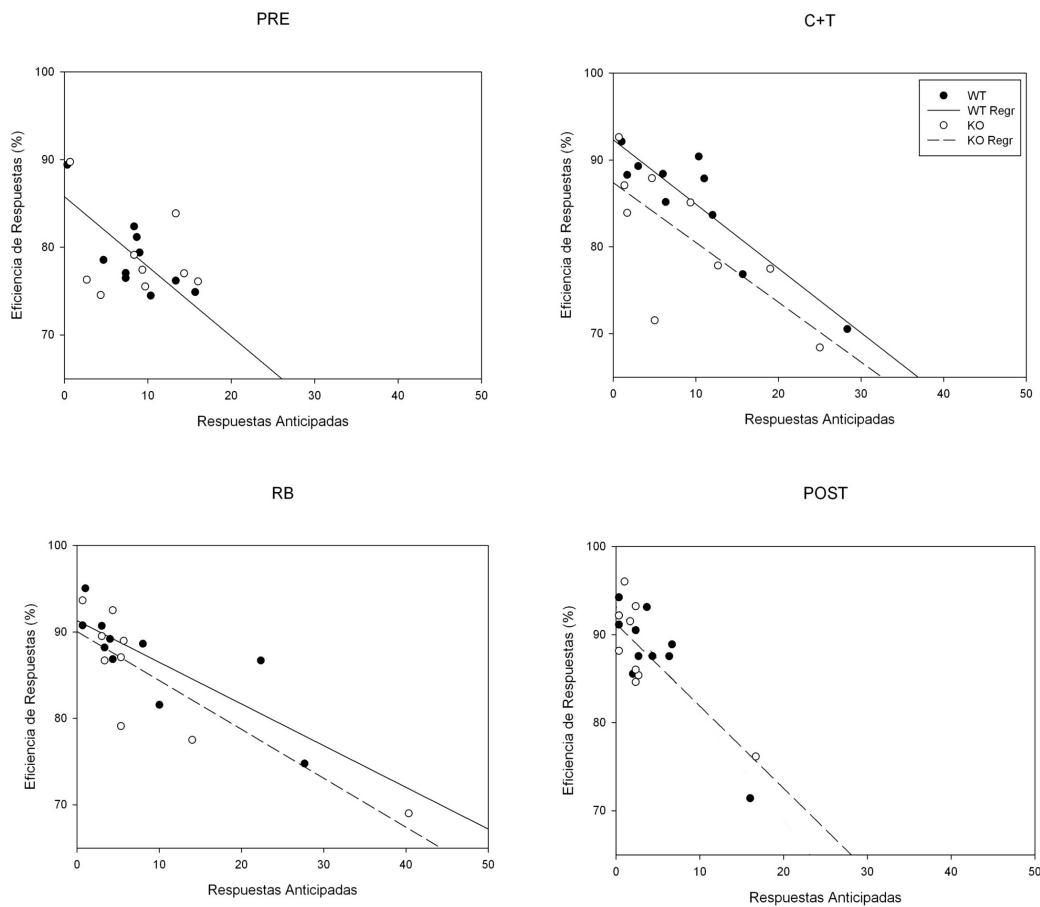 PRE
Eficiencia de Respuestas (%)
100
90
80
70
0 10 20 30 40 50
Respuestas Anticipadas
C+T
Eficiencia de Respuestas (%)
100
90
80
70
WT
WT Regr
KO
KO Regr
0 10 20 30 40 50
Respuestas Anticipadas
RB
Eficiencia de Respuestas (%)
100
90
80
70
0 10 20 30 40 50
Respuestas Anticipadas
POST
Eficiencia de Respuestas (%)
100
90
80
70
0 10 20 30 40 50
Respuestas Anticipadas